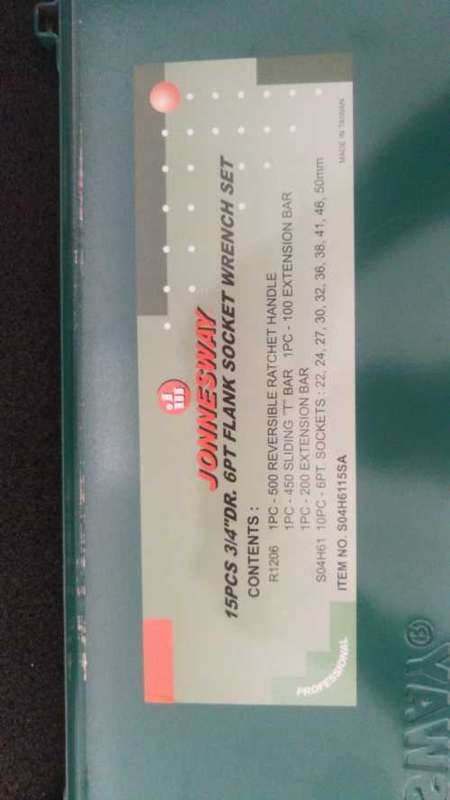 JONNESWAY
15PCS 3/4"DR. 6PT FLANK SOCKET WRENCH SET
CONTENTS :
R1206 1PC - 500 REVERSIBLE RATCHET HANDLE
1PC - 450 SLIDING "T" BAR 1PC - 100 EXTENSION BAR
1PC - 200 EXTENSION BAR
S04H61 10PC - 6PT. SOCKETS : 22, 24, 27, 30, 32, 36, 38, 41, 46, 50mm
ITEM NO. S04H6115SA
MADE IN TAIWAN
PROFESSIONAL
SWAY®